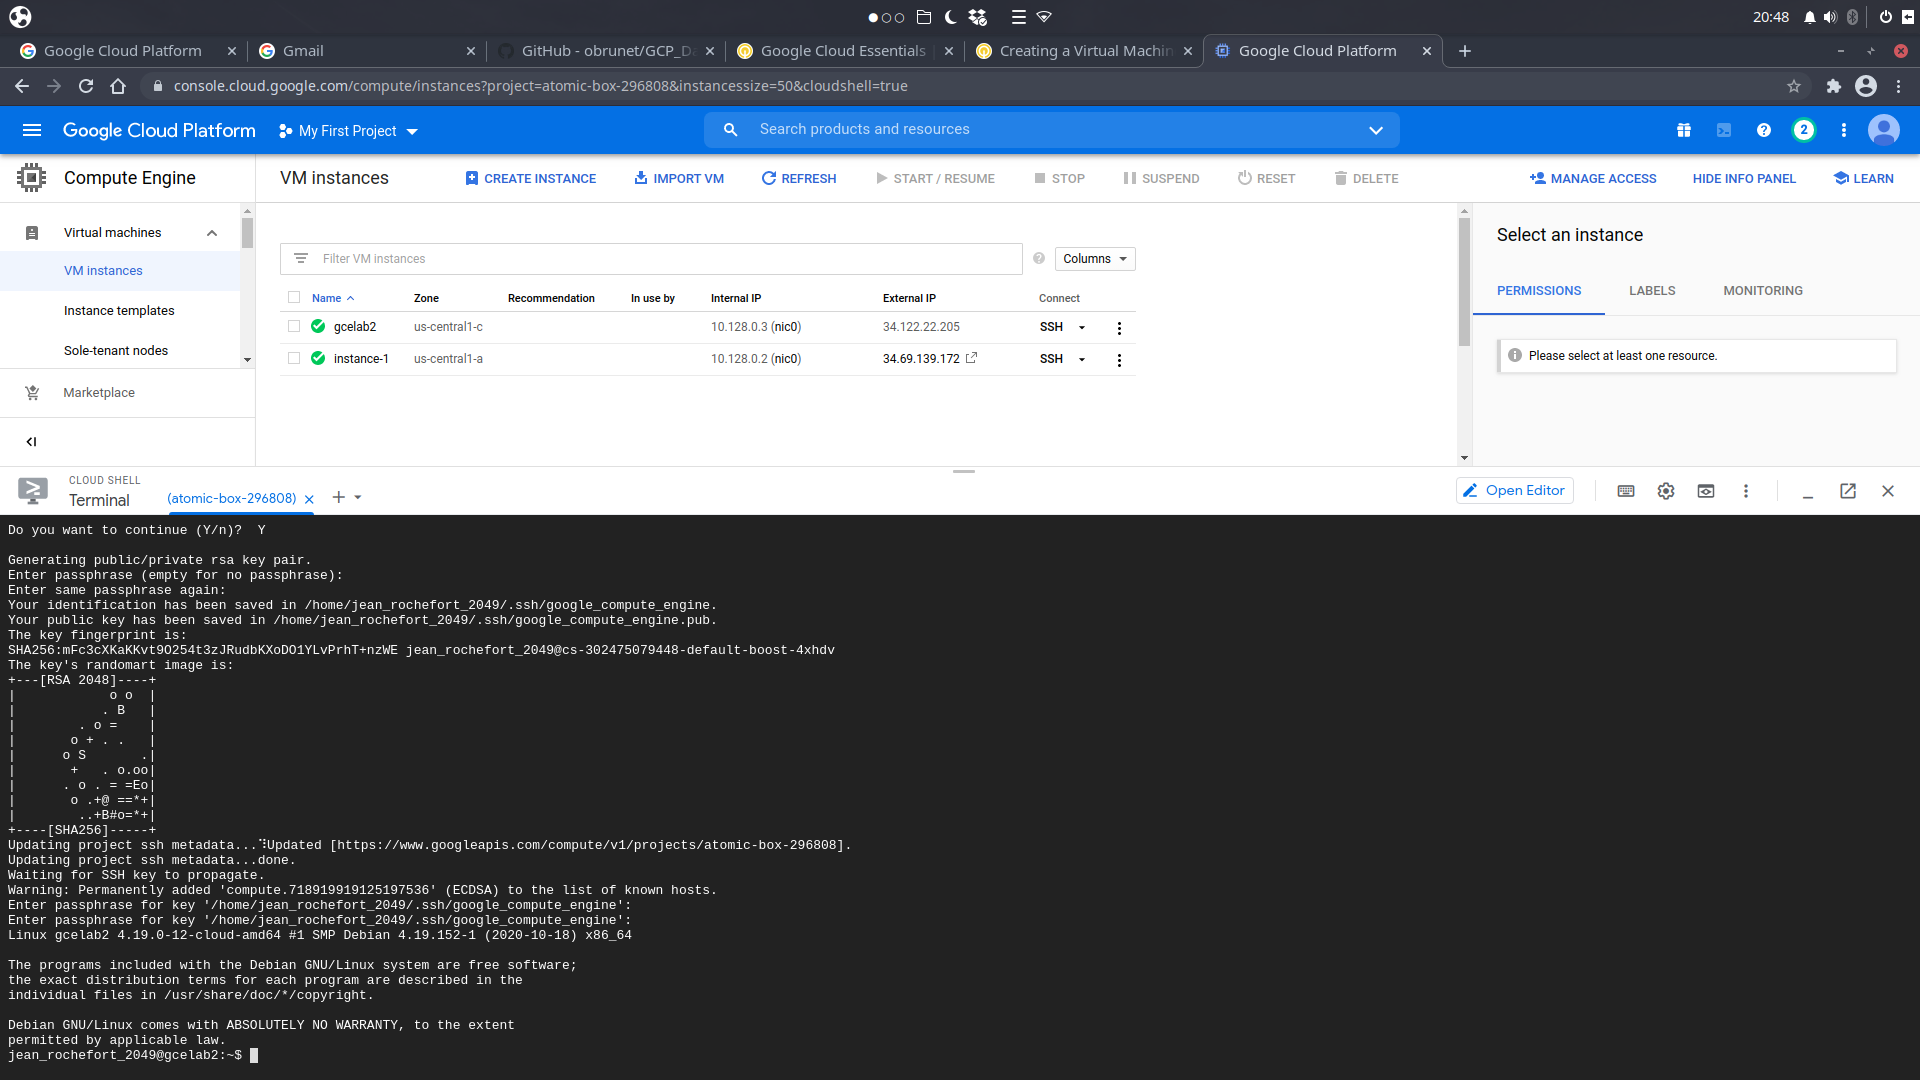 20:48
Google Cloud Platform
Gmail
GitHub - obrunet/GCP_Da
Google Cloud Essentials
Creating a Virtual Machin
Google Cloud Platform
console.cloud.google.com/compute/instances?project=atomic-box-296808&instancessize=50&cloudshell=true
Google Cloud Platform
My First Project
Search products and resources
2
Compute Engine
VM instances
CREATE INSTANCE
IMPORT VM
REFRESH
START / RESUME
STOP
SUSPEND
RESET
DELETE
MANAGE ACCESS
HIDE INFO PANEL
LEARN
Virtual machines
VM instances
Instance templates
Sole-tenant nodes
Marketplace
Filter VM instances
Columns
Name Zone Recommendation In use by Internal IP External IP Connect
gcelab2 us-central1-c 10.128.0.3 (nic0) 34.122.22.205 SSH
instance-1 us-central1-a 10.128.0.2 (nic0) 34.69.139.172 SSH
Select an instance
PERMISSIONS LABELS MONITORING
Please select at least one resource.
CLOUD SHELL
Terminal
(atomic-box-296808)
Open Editor
Do you want to continue (Y/n)?  Y
Generating public/private rsa key pair.
Enter passphrase (empty for no passphrase):
Enter same passphrase again:
Your identification has been saved in /home/jean_rochefort_2049/.ssh/google_compute_engine.
Your public key has been saved in /home/jean_rochefort_2049/.ssh/google_compute_engine.pub.
The key fingerprint is:
SHA256:mFc3cXKaKKvt9O254t3zJRudbKXoDO1YLvPrhT+nzWE jean_rochefort_2049@cs-302475079448-default-boost-4xhdv
The key's randomart image is:
+---[RSA 2048]----+
|            o o  |
|           . B   |
|        . o =    |
|       o + . .   |
|      o S       .|
|       +   . o.oo|
|      . o . = =Eo|
|       o .+@ ==*+|
|        ..+B#o=*+|
+----[SHA256]-----+
Updating project ssh metadata...⠹Updated [https://www.googleapis.com/compute/v1/projects/atomic-box-296808].
Updating project ssh metadata...done.
Waiting for SSH key to propagate.
Warning: Permanently added 'compute.718919919125197536' (ECDSA) to the list of known hosts.
Enter passphrase for key '/home/jean_rochefort_2049/.ssh/google_compute_engine':
Enter passphrase for key '/home/jean_rochefort_2049/.ssh/google_compute_engine':
Linux gcelab2 4.19.0-12-cloud-amd64 #1 SMP Debian 4.19.152-1 (2020-10-18) x86_64
The programs included with the Debian GNU/Linux system are free software;
the exact distribution terms for each program are described in the
individual files in /usr/share/doc/*/copyright.
Debian GNU/Linux comes with ABSOLUTELY NO WARRANTY, to the extent
permitted by applicable law.
jean_rochefort_2049@gcelab2:~$